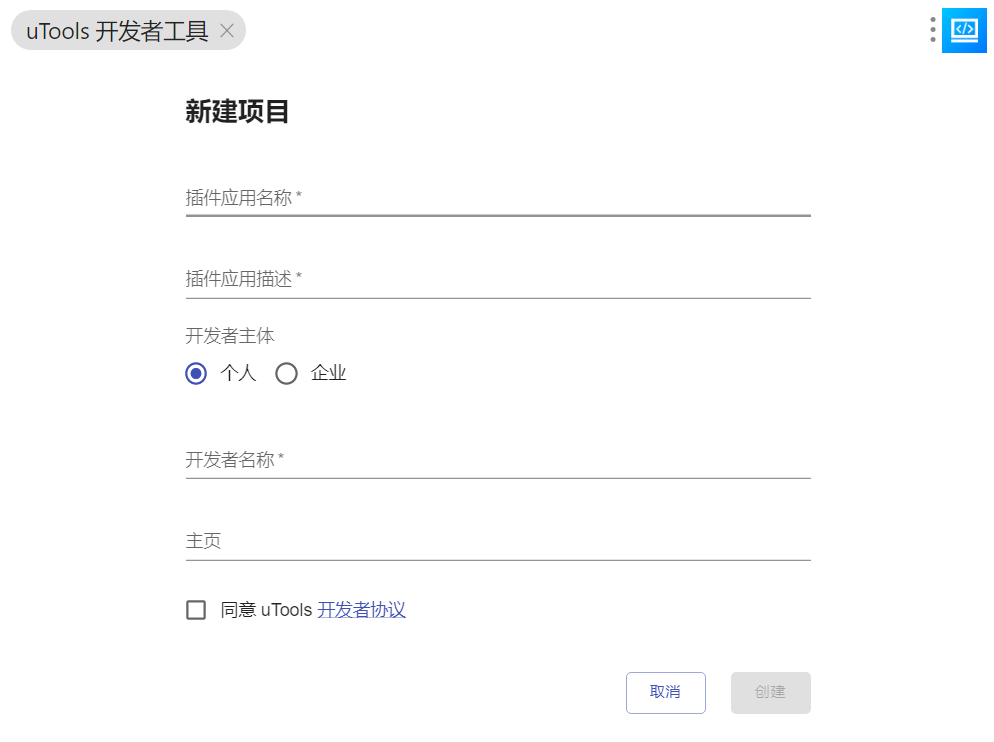 uTools 开发者工具
新建项目
插件应用名称 *
插件应用描述 *
开发者主体
个人 企业
开发者名称 *
主页
同意 uTools 开发者协议
取消 创建